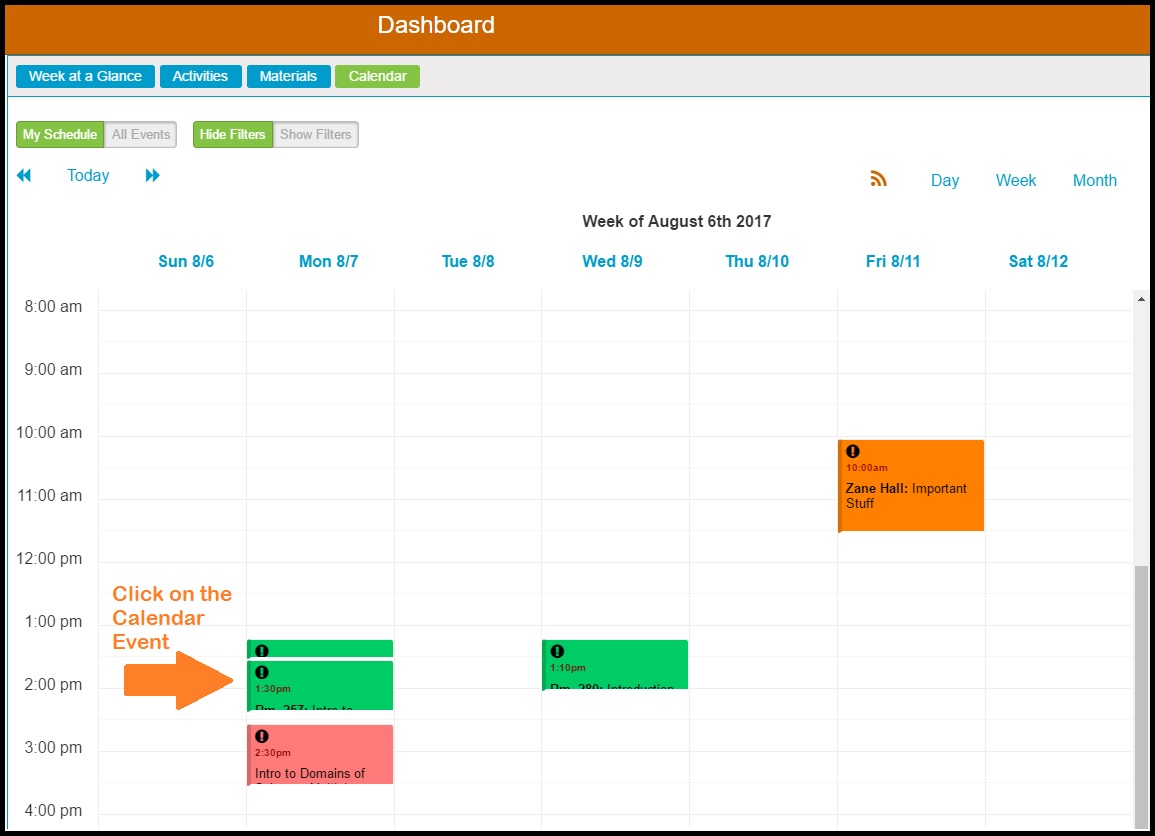 Dashboard
Week at a Glance Activities Materials Calendar
My Schedule All Events Hide Filters Show Filters
Today Day Week Month
Week of August 6th 2017
Sun 8/6 Mon 8/7 Tue 8/8 Wed 8/9 Thu 8/10 Fri 8/11 Sat 8/12
8:00 am
9:00 am
10:00 am
10:00am
Zane Hall: Important
Stuff
11:00 am
12:00 pm
Click on the
Calendar
Event
1:00 pm
1:30pm
Rm. 257: Intro to
1:10pm
Rm. 280: Introduction
2:00 pm
2:30pm
Intro to Domains of
3:00 pm
4:00 pm